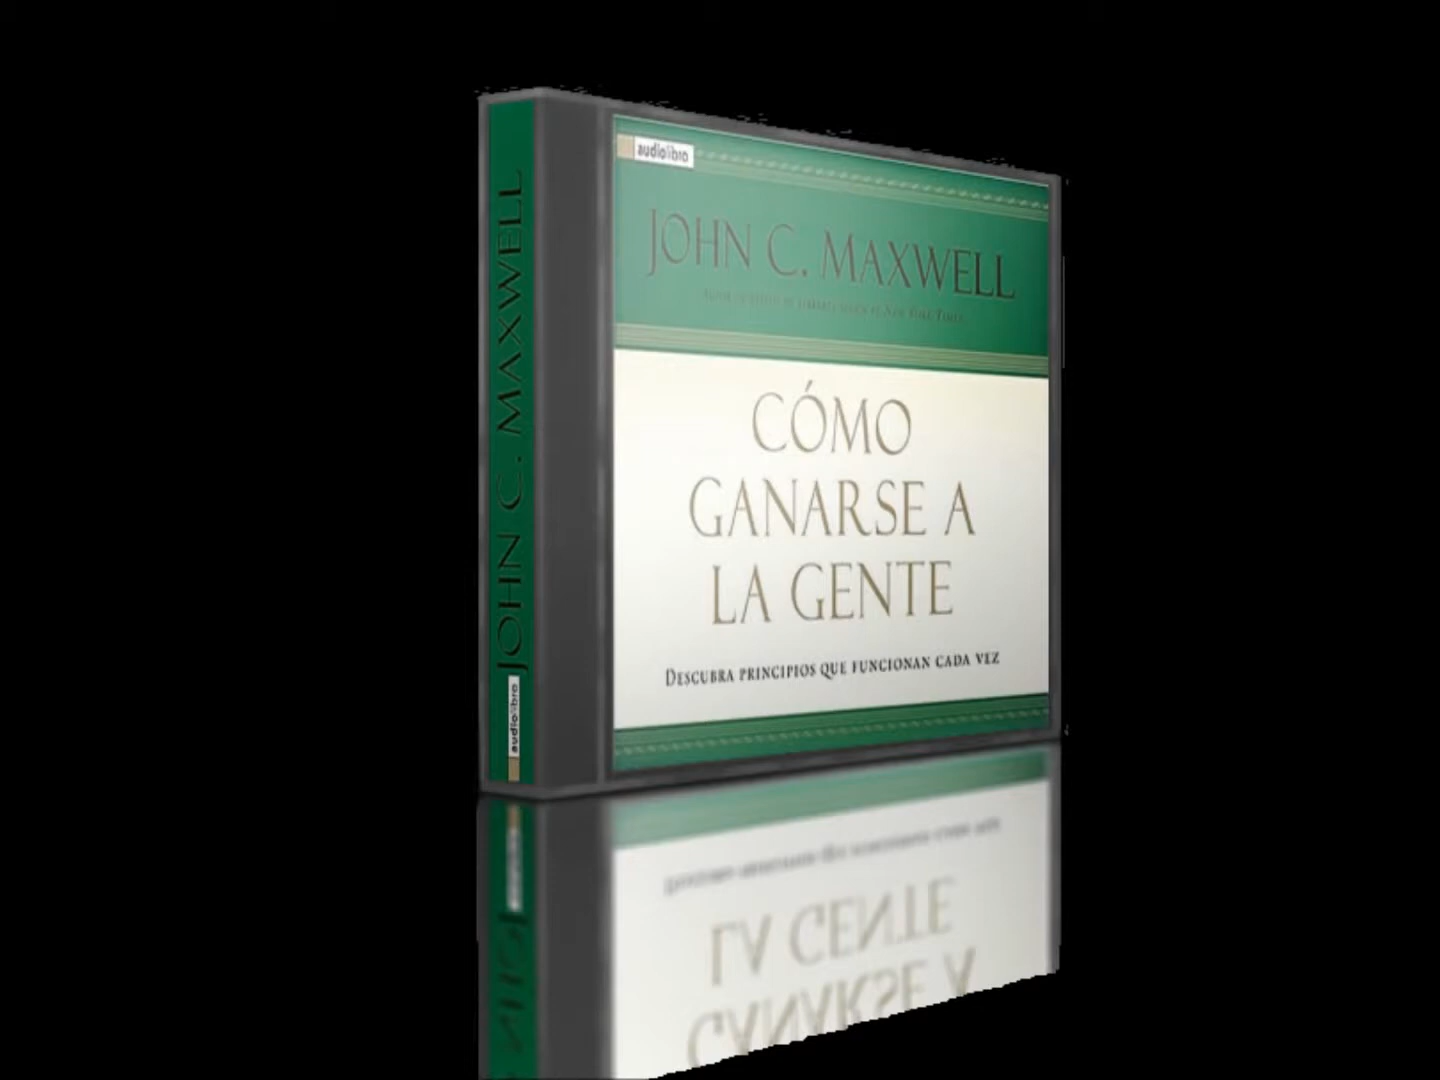 audiolibro
JOHN C. MAXWELL
CÓMO
GANARSE A
LA GENTE
DESCUBRA PRINCIPIOS QUE FUNCIONAN CADA VEZ
JOHN C. MAXWELL
audiolibro